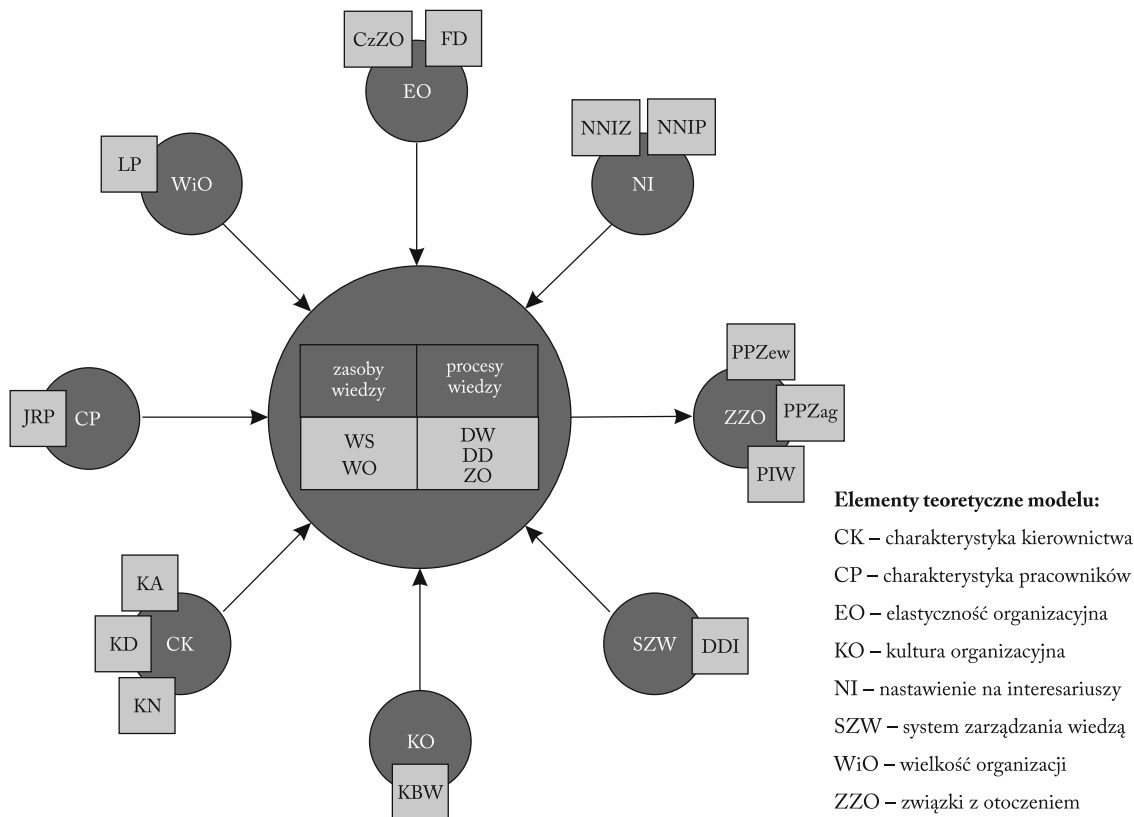 CzZO
FD
EO
NNIZ
NNIP
NI
LP
WiO
zasoby
wiedzy
procesy
wiedzy
WS
WO
DW
DD
ZO
JRP
CP
PPZew
PPZag
ZZO
PIW
KA
KD
CK
KN
KO
KBW
SZW
DDI
Elementy teoretyczne modelu:
CK – charakterystyka kierownictwa
CP – charakterystyka pracowników
EO – elastyczność organizacyjna
KO – kultura organizacyjna
NI – nastawienie na interesariuszy
SZW – system zarządzania wiedzą
WiO – wielkość organizacji
ZZO – związki z otoczeniem